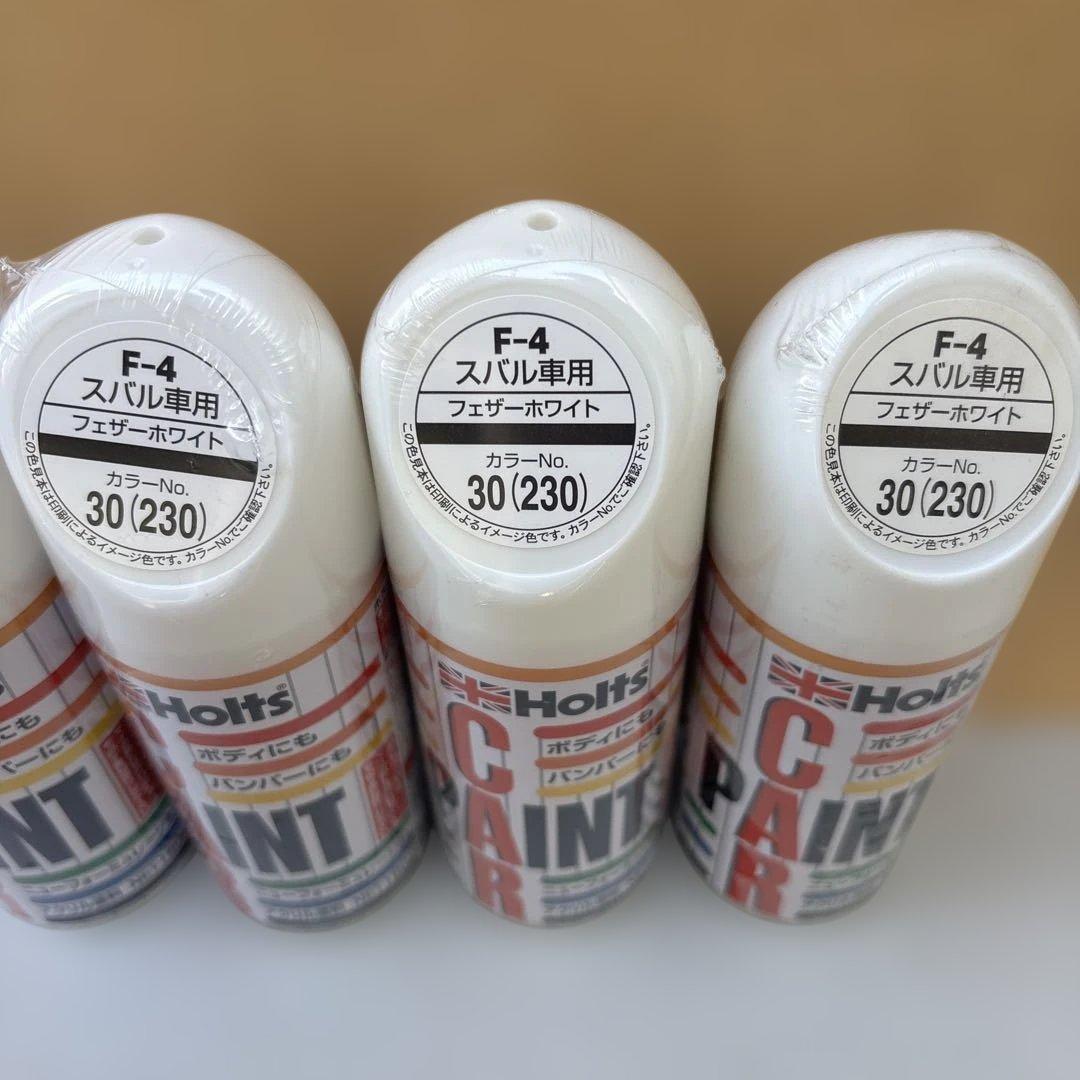 F-4
スバル車用
フェザーホワイト
カラーNo.
30(230)
この色見本は印刷によるイメージ色です。カラーNo.でご確認下さい。
F-4
スバル車用
フェザーホワイト
カラーNo.
30(230)
この色見本は印刷によるイメージ色です。カラーNo.でご確認下さい。
F-4
スバル車用
フェザーホワイト
カラーNo.
30(230)
この色見本は印刷によるイメージ色です。カラーNo.でご確認下さい。
バーにも
NT
Holts
ボディにも
バンパーにも
INT
Holts
ボディにも
バンパーにも
CAR
PAINT
Holts
ボディにも
バンパーにも
CAR
PAINT